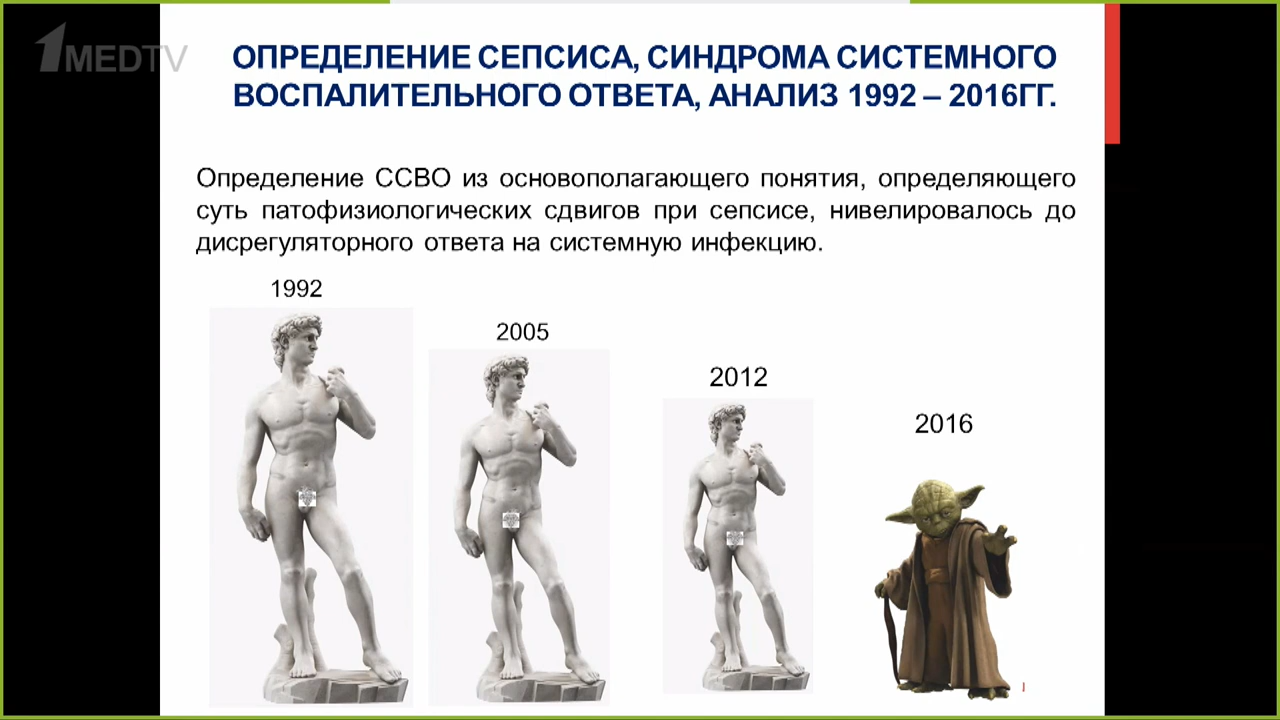 1MEDTV
ОПРЕДЕЛЕНИЕ СЕПСИСА, СИНДРОМА СИСТЕМНОГО
ВОСПАЛИТЕЛЬНОГО ОТВЕТА, АНАЛИЗ 1992 – 2016ГГ.
Определение ССВО из основополагающего понятия, определяющего
суть патофизиологических сдвигов при сепсисе, нивелировалось до
дисрегуляторного ответа на системную инфекцию.
1992
2005
2012
2016